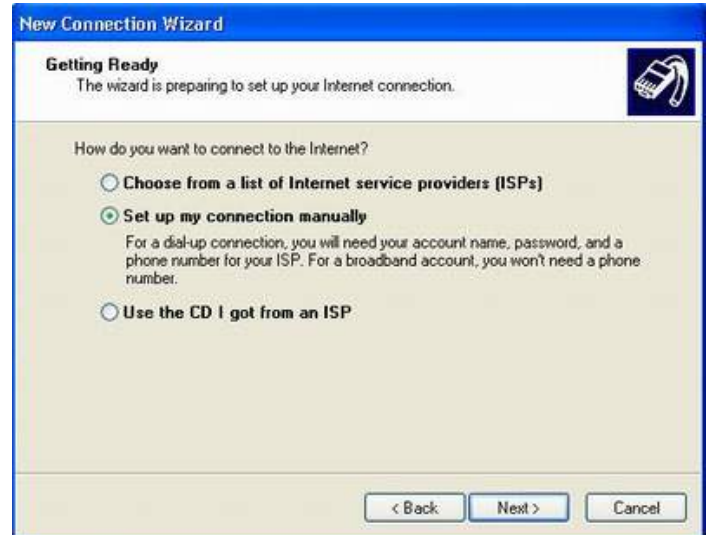 New Connection Wizard
Getting Ready
The wizard is preparing to set up your Internet connection.
How do you want to connect to the Internet?
Choose from a list of Internet service providers (ISPs)
Set up my connection manually
For a dial-up connection, you will need your account name, password, and a
phone number for your ISP. For a broadband account, you won't need a phone
number.
Use the CD I got from an ISP
< Back Next > Cancel